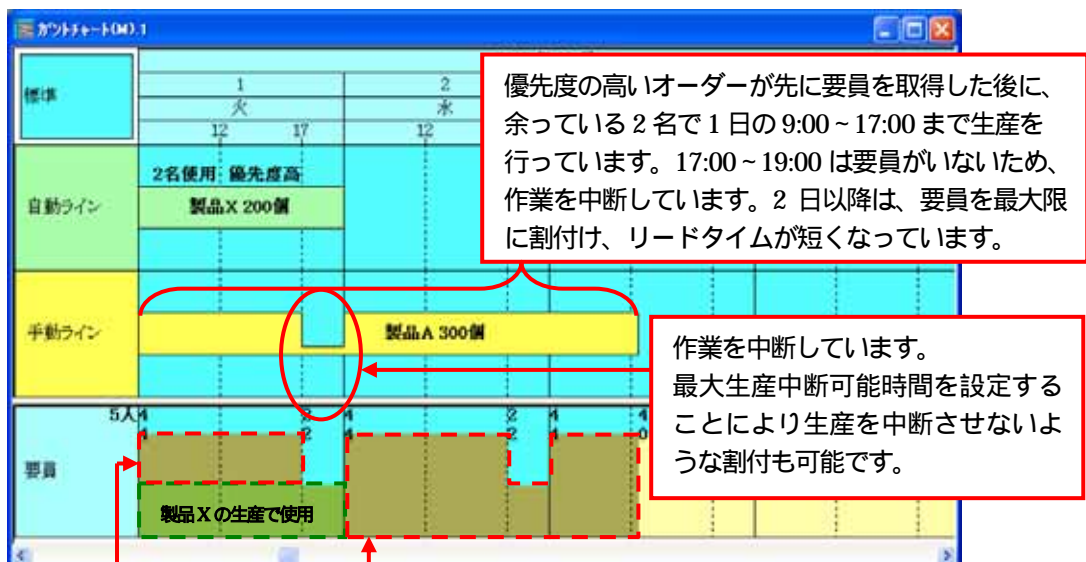 ガントチャート(M).1
標準
1
2
火
水
12
17
12
優先度の高いオーダーが先に要員を取得した後に、
余っている 2 名で 1 日の 9:00～17:00 まで生産を
行っています。17:00～19:00 は要員がいないため、
作業を中断しています。2 日以降は、要員を最大限
に割付け、リードタイムが短くなっています。
2名使用 優先度高
自動ライン
製品X 200個
手動ライン
製品A 300個
作業を中断しています。
最大生産中断可能時間を設定する
ことにより生産を中断させないよ
うな割付も可能です。
5人
4
2
4
2
4
4
4
2
4
2
4
0
要員
製品Xの生産で使用